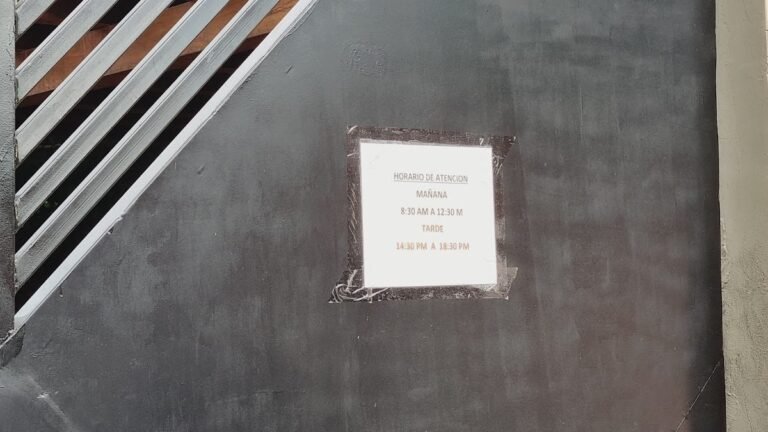 HORARIO DE ATENCION
MAÑANA
8:30 AM A 12:30 M
TARDE
14:30 PM A 18:30 PM